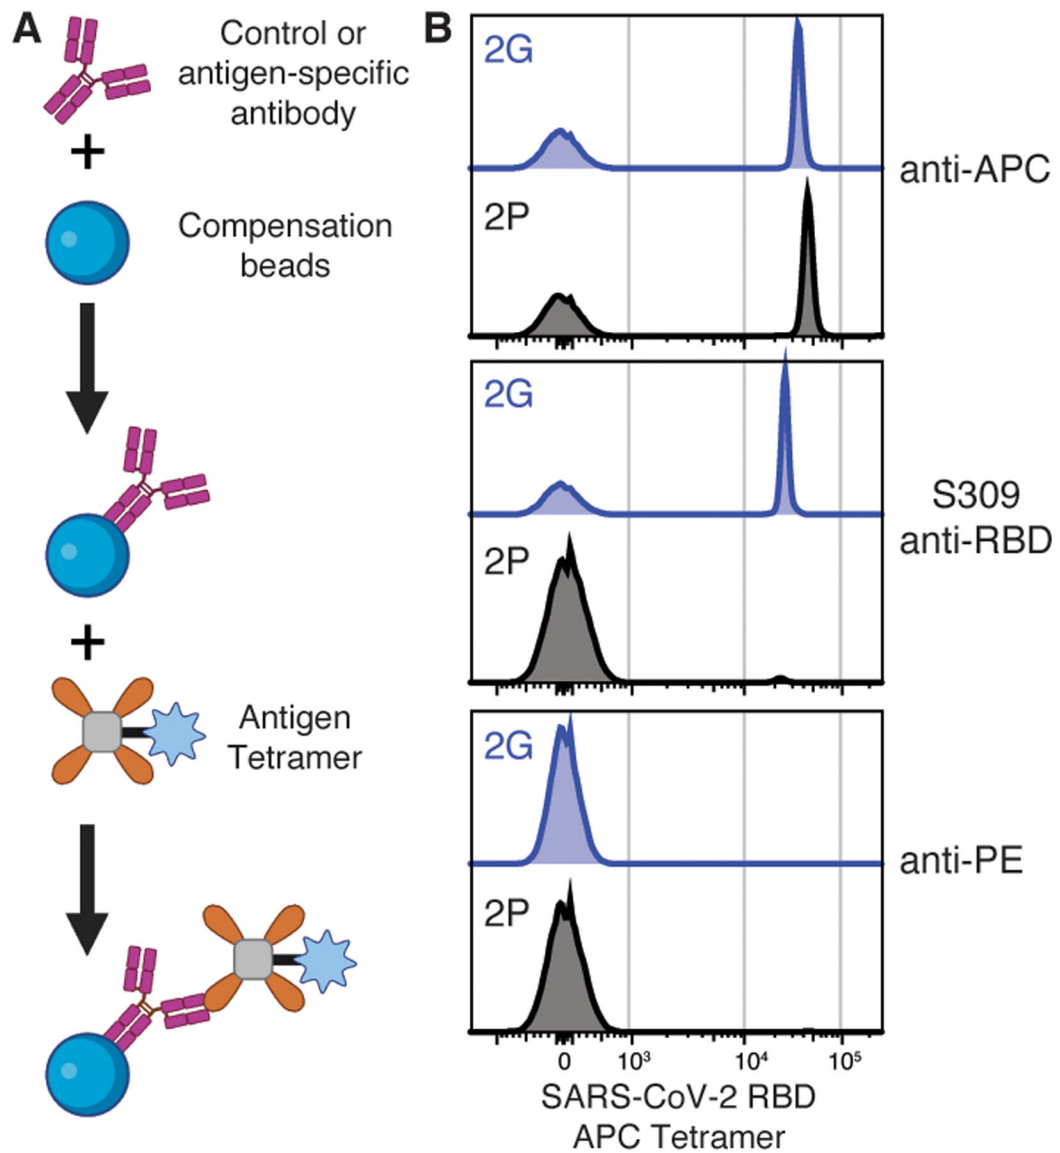 A
Control or
antigen-specific
antibody
+
Compensation
beads
+
Antigen
Tetramer
B
2G
2P
anti-APC
2G
2P
S309
anti-RBD
2G
2P
anti-PE
0 10³ 10⁴ 10⁵
SARS-CoV-2 RBD
APC Tetramer